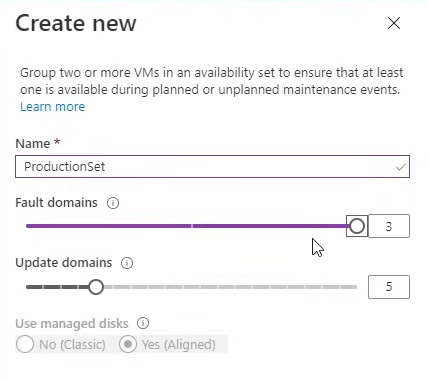 Create new
Group two or more VMs in an availability set to ensure that at least
one is available during planned or unplanned maintenance events.
Learn more
Name *
ProductionSet
Fault domains
3
Update domains
5
Use managed disks
No (Classic) Yes (Aligned)